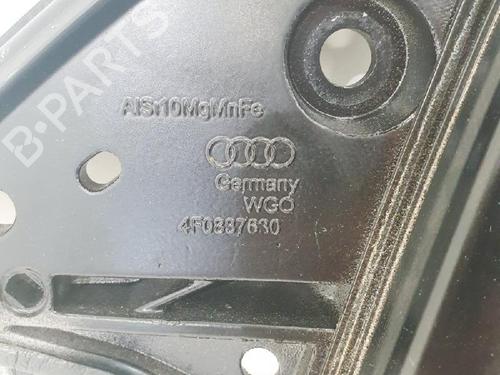 B-PARTS
AlSi10MgMnFe
Germany
WGO
4F0837630